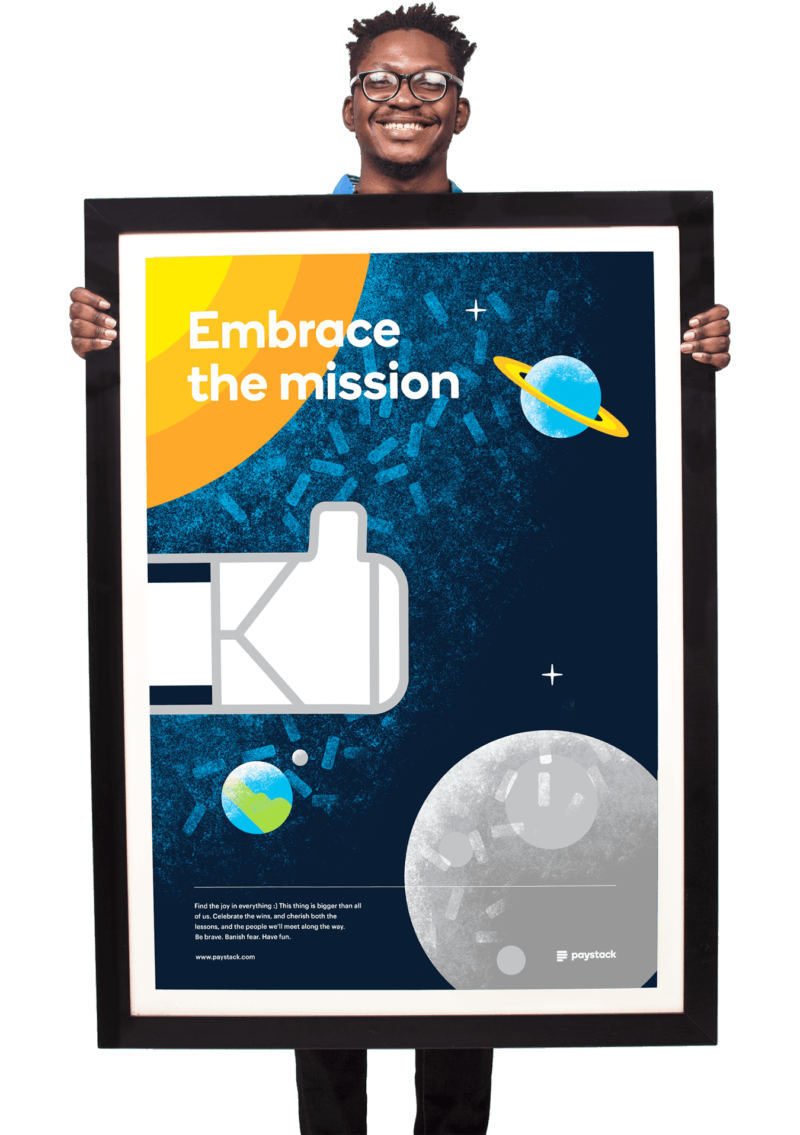 Embrace
the mission
Find the joy in everything :) This thing is bigger than all
of us. Celebrate the wins, and cherish both the
lessons, and the people we'll meet along the way.
Be brave. Banish fear. Have fun.
www.paystack.com
paystack